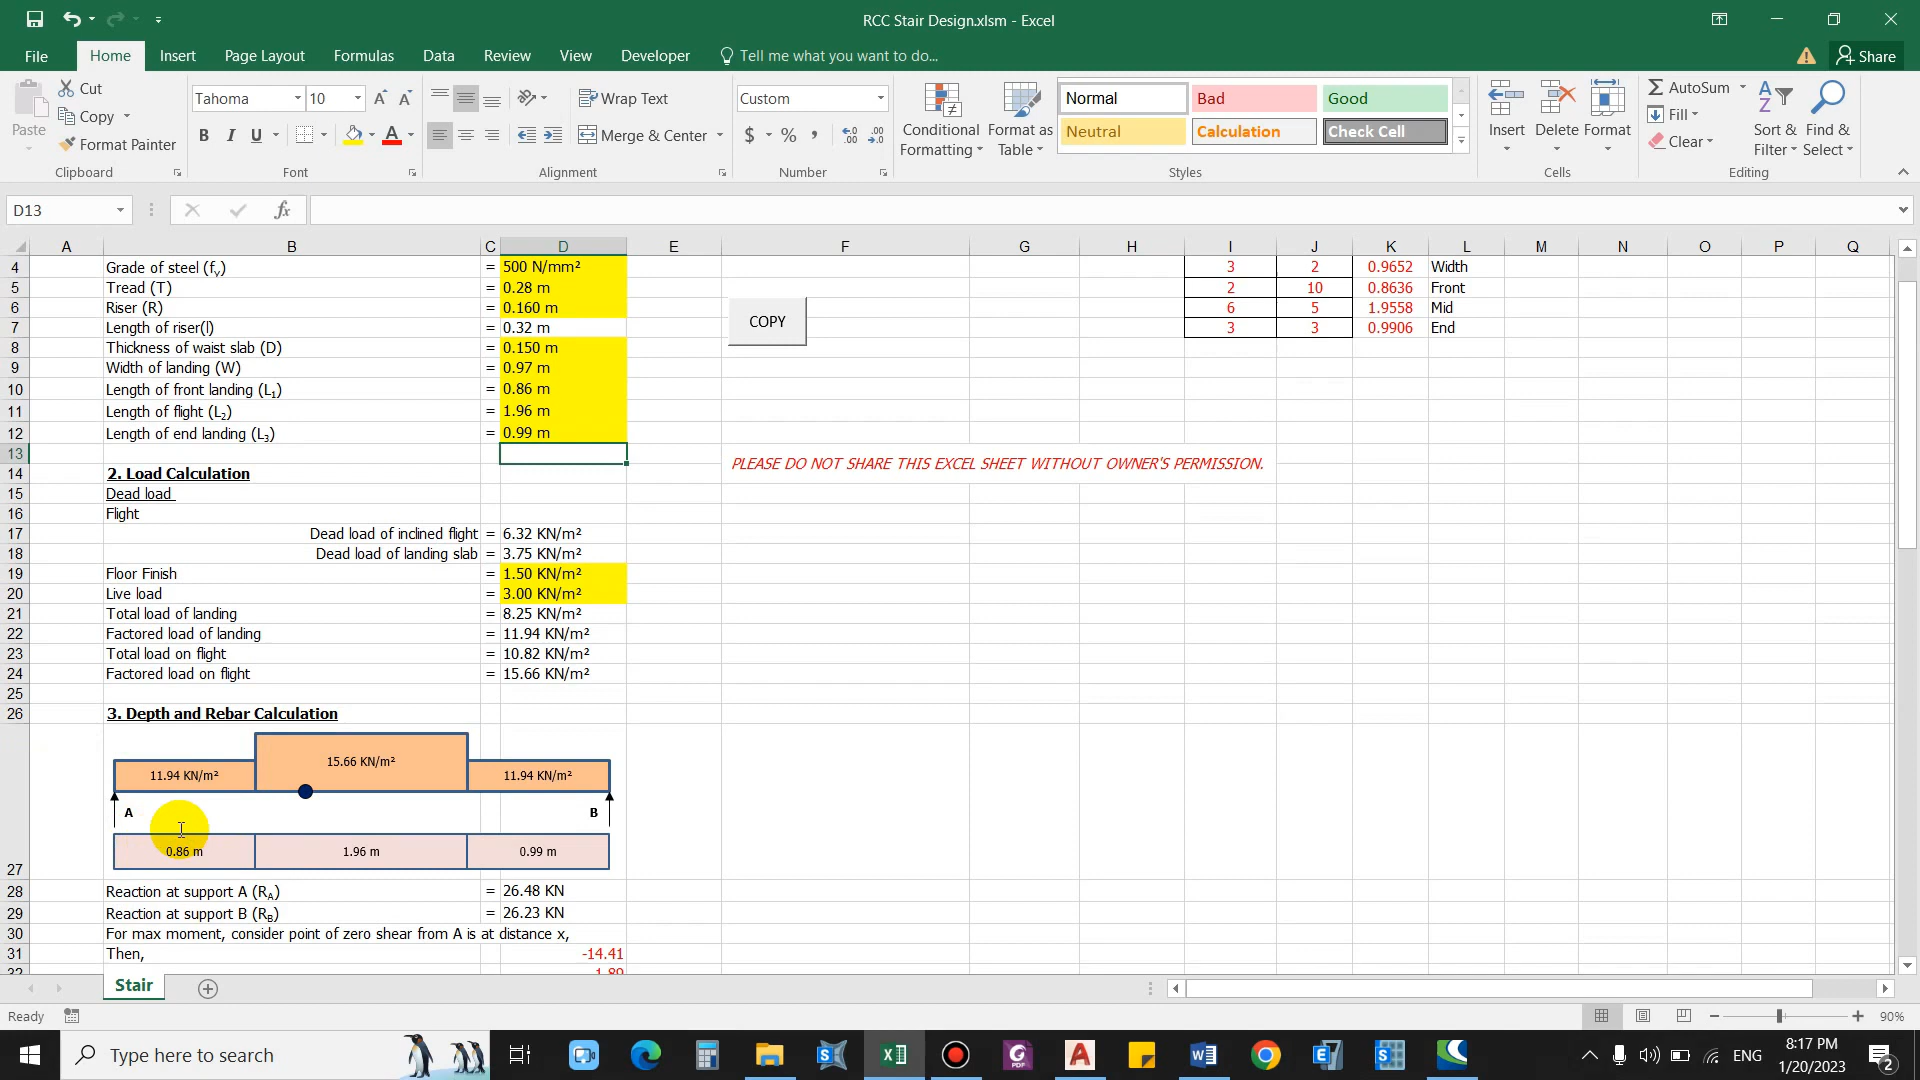 RCC Stair Design.xlsm - Excel
File Home Insert Page Layout Formulas Data Review View Developer Tell me what you want to do... Share
Paste Cut Copy Format Painter Clipboard
Tahoma 10 B I U A Font
Wrap Text Merge & Center Alignment
Custom $ % , Number
Conditional Formatting Format as Table
Normal Bad Good
Neutral Calculation Check Cell
Styles
Insert Delete Format Cells
AutoSum Fill Clear Sort & Filter Find & Select Editing
D13 fx
A B C D E F G H I J K L M N O P Q
4 Grade of steel (fy) = 500 N/mm² 3 2 0.9652 Width
5 Tread (T) = 0.28 m 2 10 0.8636 Front
6 Riser (R) = 0.160 m 6 5 1.9558 Mid
7 Length of riser(l) = 0.32 m 3 3 0.9906 End
COPY
8 Thickness of waist slab (D) = 0.150 m
9 Width of landing (W) = 0.97 m
10 Length of front landing (L₁) = 0.86 m
11 Length of flight (L₂) = 1.96 m
12 Length of end landing (L₃) = 0.99 m
13 PLEASE DO NOT SHARE THIS EXCEL SHEET WITHOUT OWNER'S PERMISSION.
14 2. Load Calculation
15 Dead load
16 Flight
17 Dead load of inclined flight = 6.32 KN/m²
18 Dead load of landing slab = 3.75 KN/m²
19 Floor Finish = 1.50 KN/m²
20 Live load = 3.00 KN/m²
21 Total load of landing = 8.25 KN/m²
22 Factored load of landing = 11.94 KN/m²
23 Total load on flight = 10.82 KN/m²
24 Factored load on flight = 15.66 KN/m²
25
26 3. Depth and Rebar Calculation
11.94 KN/m² 15.66 KN/m² 11.94 KN/m²
A B
0.86 m 1.96 m 0.99 m
27
28 Reaction at support A (RA) = 26.48 KN
29 Reaction at support B (RB) = 26.23 KN
30 For max moment, consider point of zero shear from A is at distance x,
31 Then, -14.41
32 1.89
Stair
Ready 90%
Type here to search
ENG 8:17 PM
1/20/2023 2